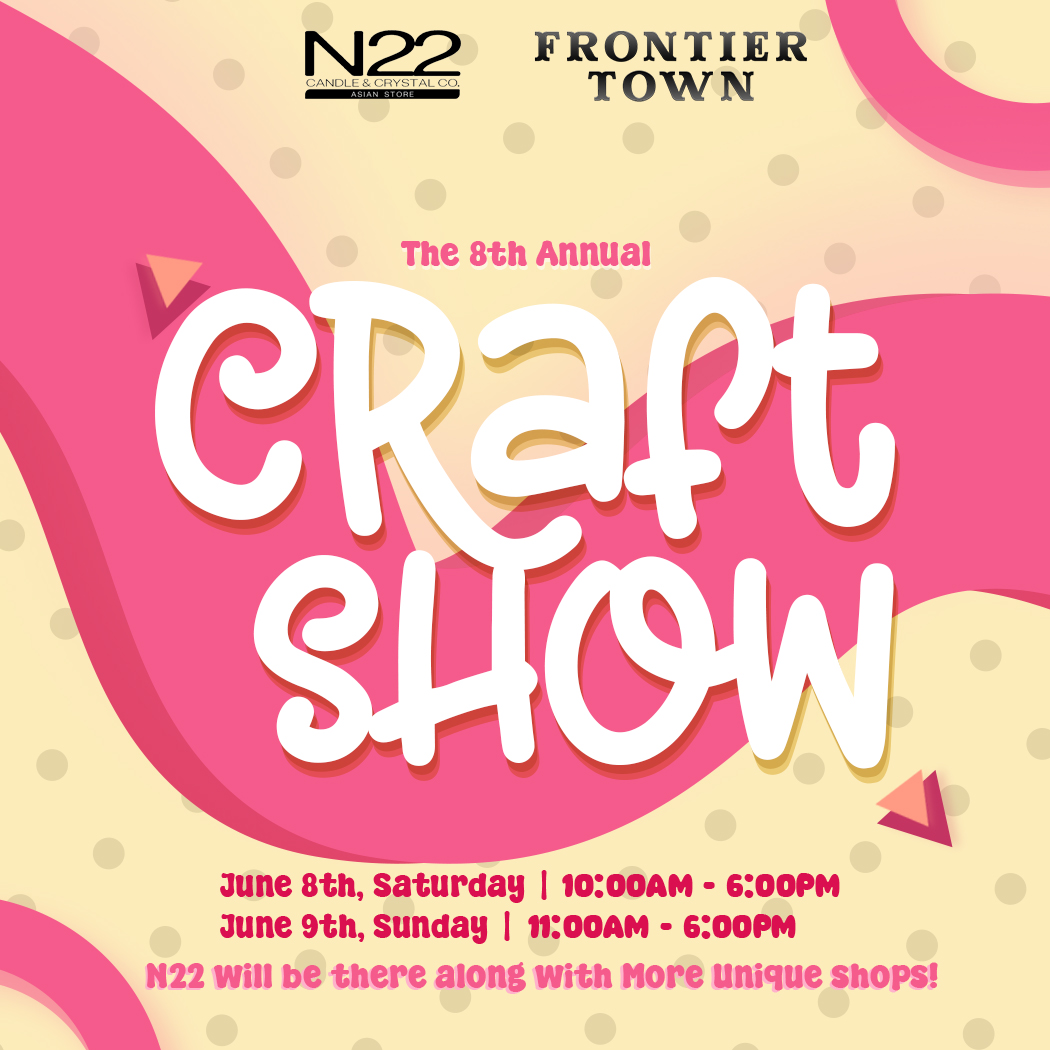 N22
CANDLE & CRYSTAL CO.
ASIAN STORE
FRONTIER
TOWN
The 8th Annual
CRaft
SHOW
June 8th, Saturday | 10:00AM - 6:00PM
June 9th, Sunday | 11:00AM - 6:00PM
N22 will be there along with More Unique shops!